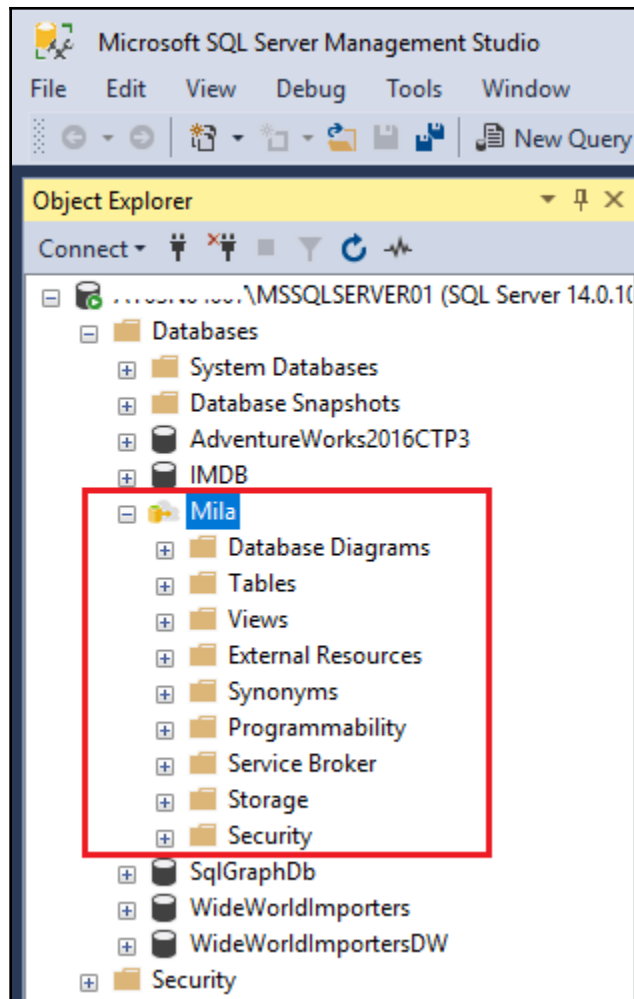 Microsoft SQL Server Management Studio
File Edit View Debug Tools Window
New Query
Object Explorer
Connect
\MSSQLSERVER01 (SQL Server 14.0.10
Databases
System Databases
Database Snapshots
AdventureWorks2016CTP3
IMDB
Mila
Database Diagrams
Tables
Views
External Resources
Synonyms
Programmability
Service Broker
Storage
Security
SqlGraphDb
WideWorldImporters
WideWorldImportersDW
Security